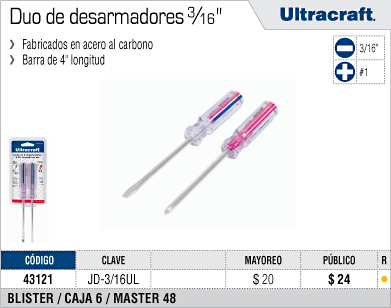 Duo de desarmadores 3/16"
Ultracraft®
› Fabricados en acero al carbono
› Barra de 4" longitud
3/16"
#1
Ultracraft
CÓDIGO CLAVE MAYOREO PÚBLICO R
43121 JD-3/16UL $ 20 $ 24
BLISTER / CAJA 6 / MASTER 48